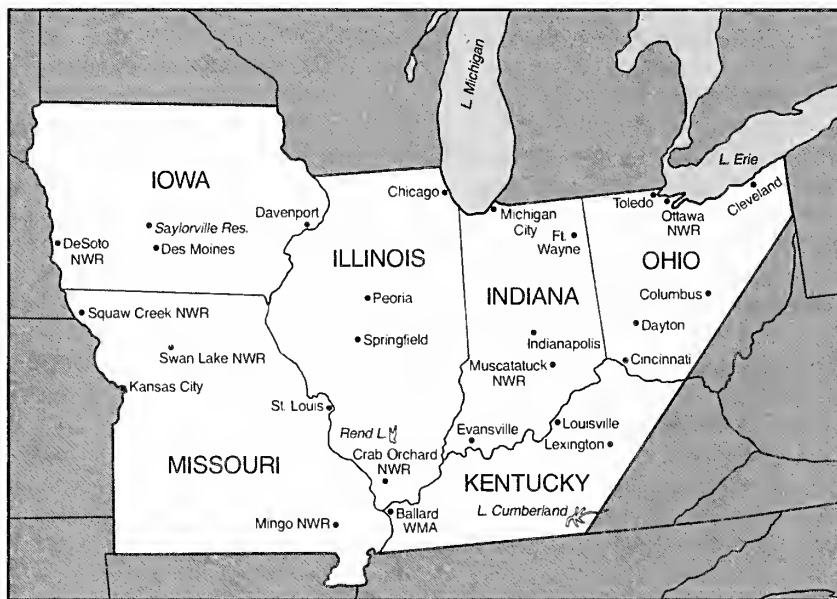 L. Michigan
L. Erie
IOWA
Chicago
Toledo
Cleveland
Saylorville Res.
Davenport
Michigan
City
Ottawa
NWR
DeSoto
NWR
Des Moines
ILLINOIS
Ft.
Wayne
OHIO
Peoria
INDIANA
Columbus
Squaw Creek NWR
Springfield
Indianapolis
Dayton
Swan Lake NWR
Muscatatuck
NWR
Cincinnati
Kansas City
St. Louis
Rend L.
Evansville
Louisville
Lexington
MISSOURI
Crab Orchard
NWR
KENTUCKY
L. Cumberland
Mingo NWR
Ballard
WMA